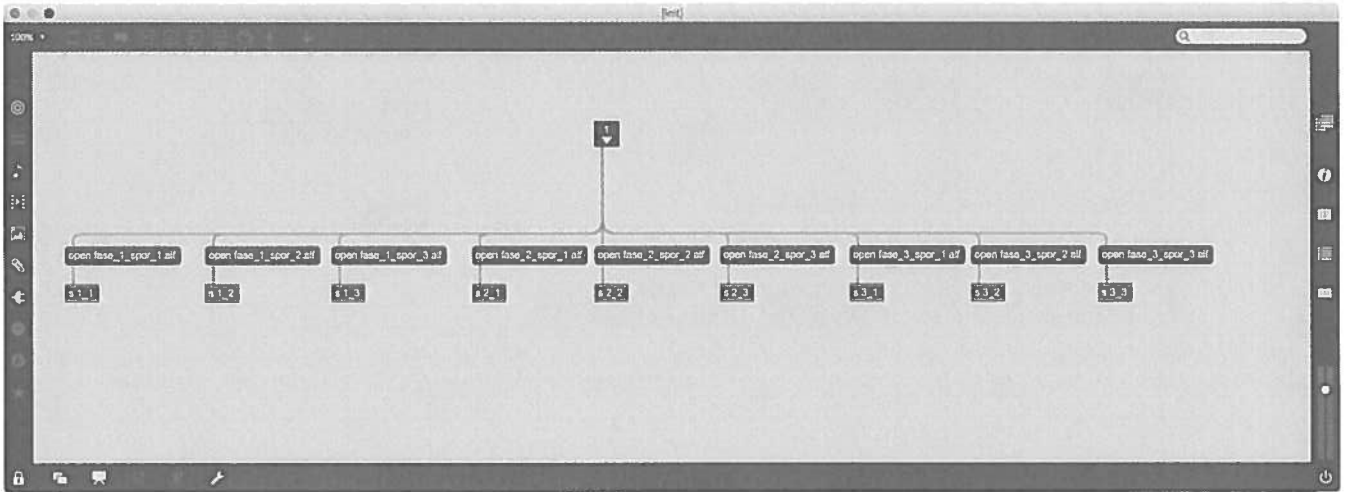 [init]
100%
1
open fase_1_spor_1.aif open fase_1_spor_2.aif open fase_1_spor_3.aif open fase_2_spor_1.aif open fase_2_spor_2.aif open fase_2_spor_3.aif open fase_3_spor_1.aif open fase_3_spor_2.aif open fase_3_spor_3.aif
s 1_1 s 1_2 s 1_3 s 2_1 s 2_2 s 2_3 s 3_1 s 3_2 s 3_3